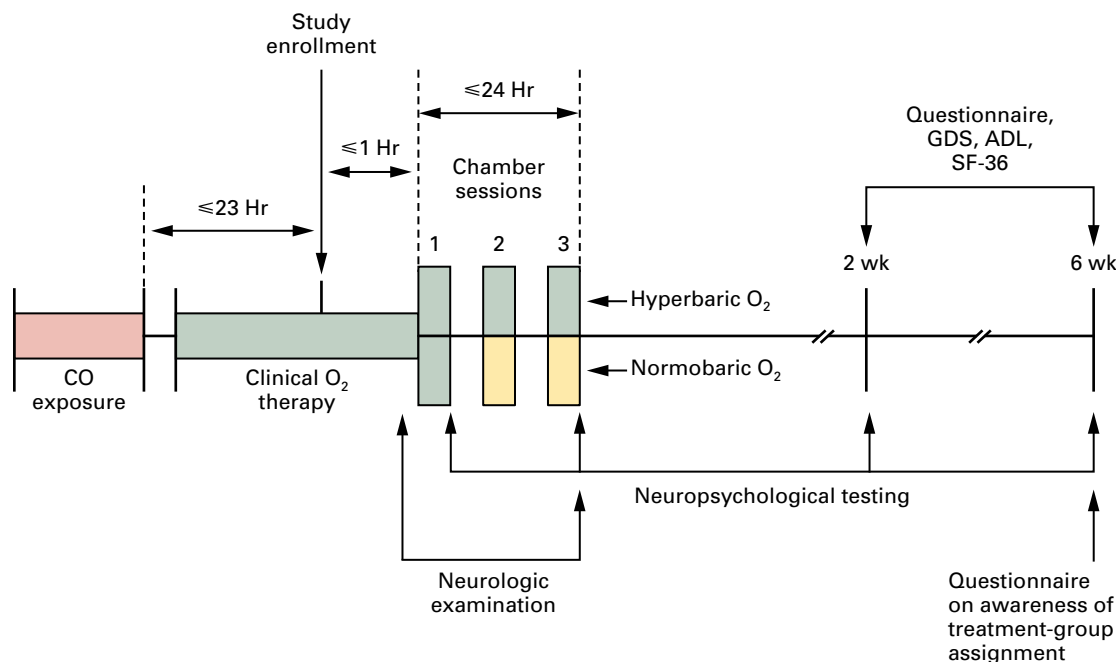 Study
enrollment
≤24 Hr
≤1 Hr
Chamber
sessions
Questionnaire,
GDS, ADL,
SF-36
≤23 Hr
1
2
3
2 wk
6 wk
Hyperbaric O₂
Normobaric O₂
CO
exposure
Clinical O₂
therapy
Neuropsychological testing
Neurologic
examination
Questionnaire
on awareness of
treatment-group
assignment